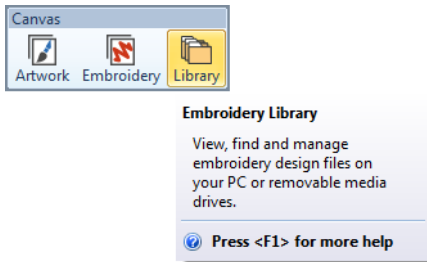 Canvas
Artwork Embroidery Library
Embroidery Library
View, find and manage
embroidery design files on
your PC or removable media
drives.
Press <F1> for more help